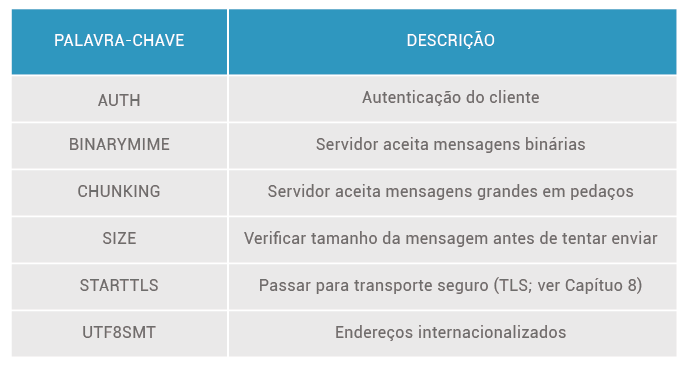 PALAVRA-CHAVE DESCRIÇÃO
AUTH Autenticação do cliente
BINARYMIME Servidor aceita mensagens binárias
CHUNKING Servidor aceita mensagens grandes em pedaços
SIZE Verificar tamanho da mensagem antes de tentar enviar
STARTTLS Passar para transporte seguro (TLS; ver Capítuo 8)
UTF8SMT Endereços internacionalizados